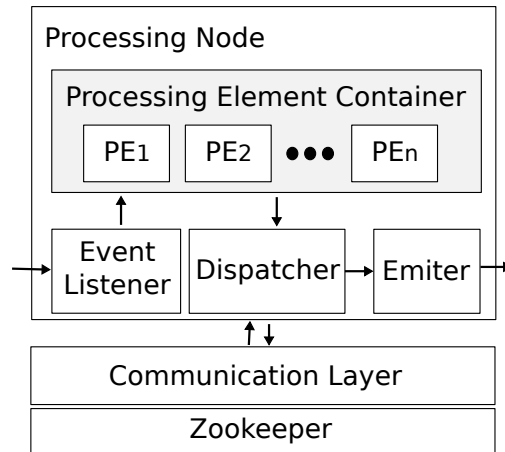 Processing Node
Processing Element Container
PE1 PE2 ●●● PEn
Event
Listener
Dispatcher
Emiter
Communication Layer
Zookeeper